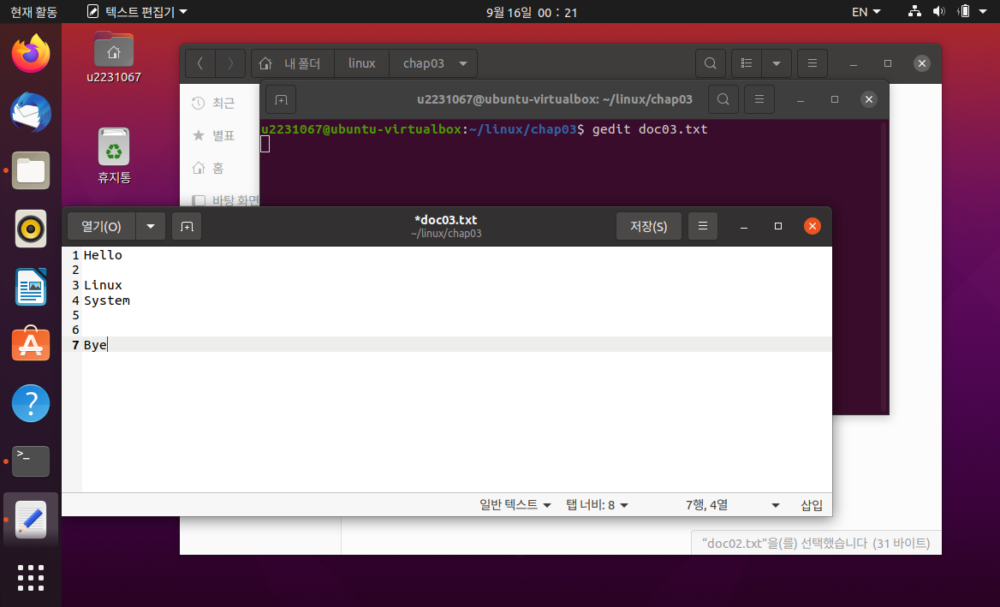 현재 활동
텍스트 편집기
9월 16일 00 : 21
EN
u2231067
휴지통
내 폴더
linux
chap03
최근
별표
홈
바탕 화면
u2231067@ubuntu-virtualbox: ~/linux/chap03
u2231067@ubuntu-virtualbox:~/linux/chap03$ gedit doc03.txt
열기(O)
*doc03.txt
~/linux/chap03
저장(S)
1 Hello
2
3 Linux
4 System
5
6
7 Bye
일반 텍스트
탭 너비: 8
7행, 4열
삽입
“doc02.txt”을(를) 선택했습니다 (31 바이트)